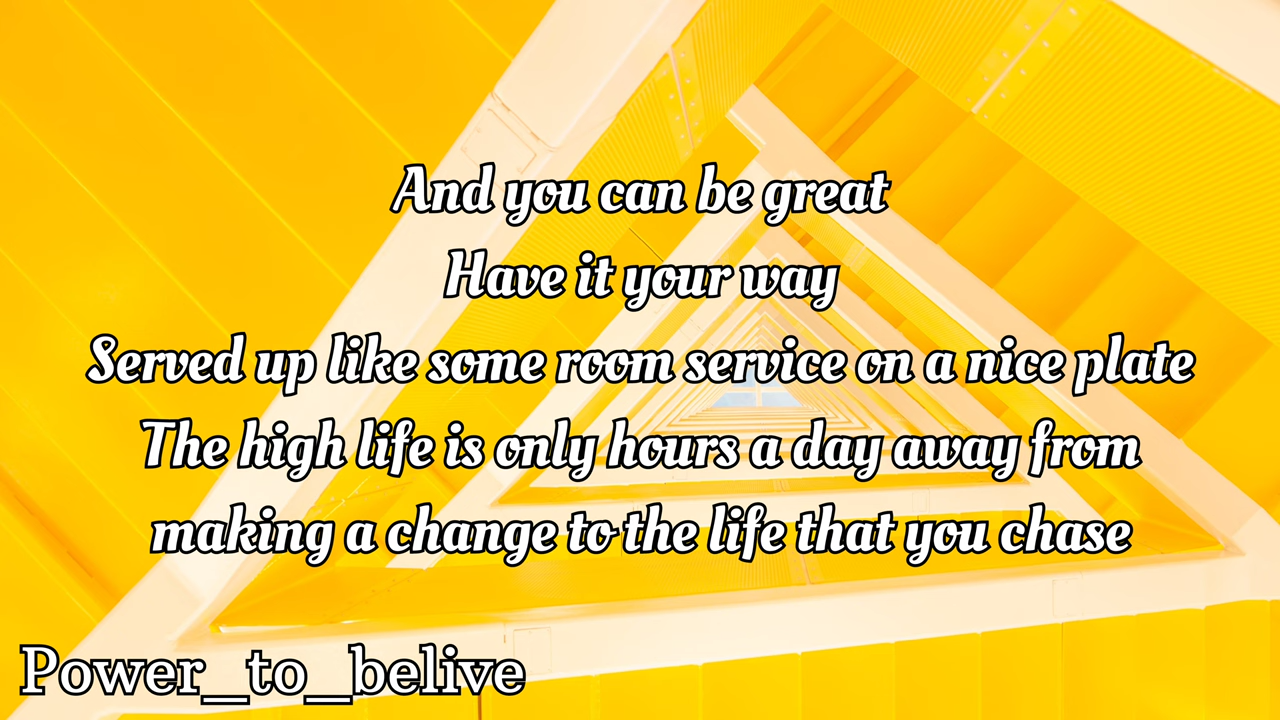 And you can be great
Have it your way
Served up like some room service on a nice plate
The high life is only hours a day away from
making a change to the life that you chase
Power_to_belive